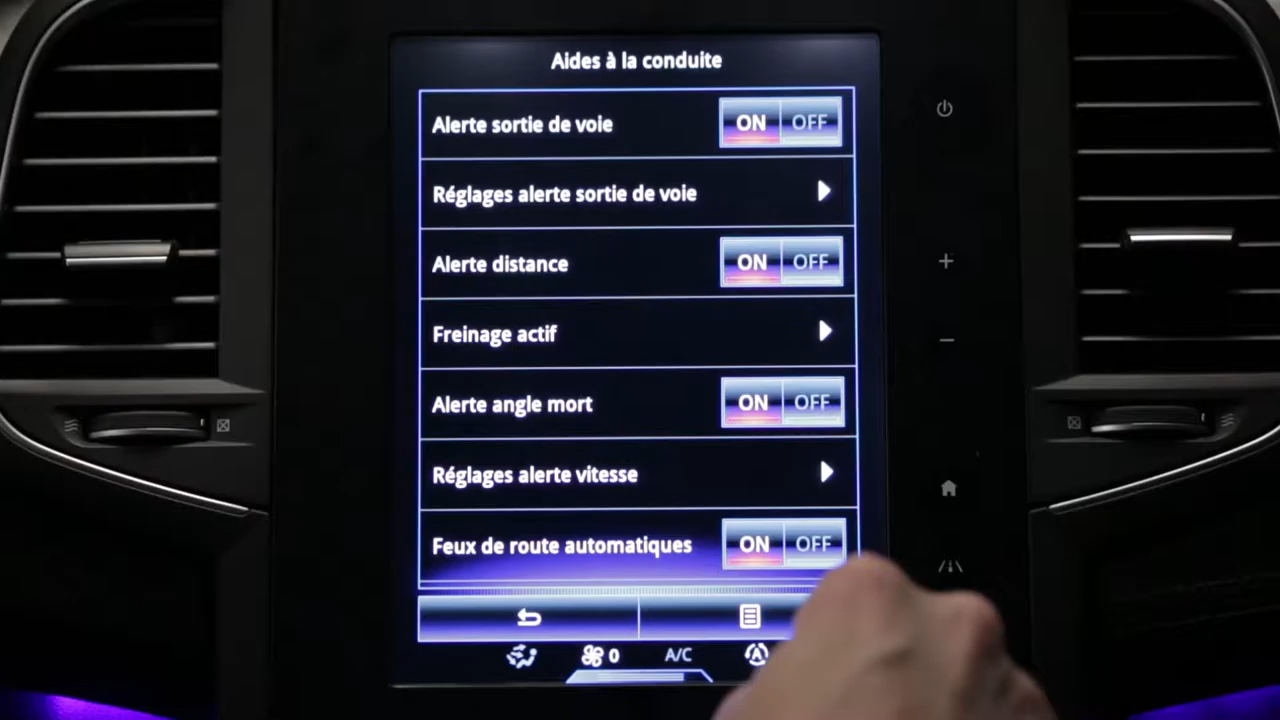 Aides à la conduite
Alerte sortie de voie ON OFF
Réglages alerte sortie de voie
Alerte distance ON OFF
Freinage actif
Alerte angle mort ON OFF
Réglages alerte vitesse
Feux de route automatiques ON OFF
0 A/C A